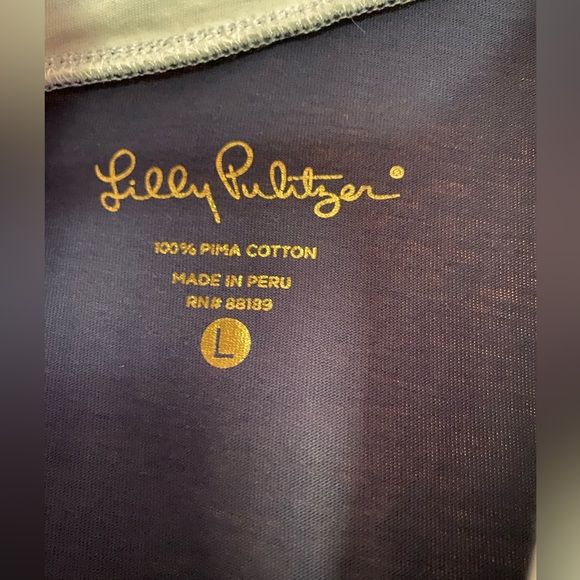 Lilly Pulitzer®
100% PIMA COTTON
MADE IN PERU
RN# 88189
L